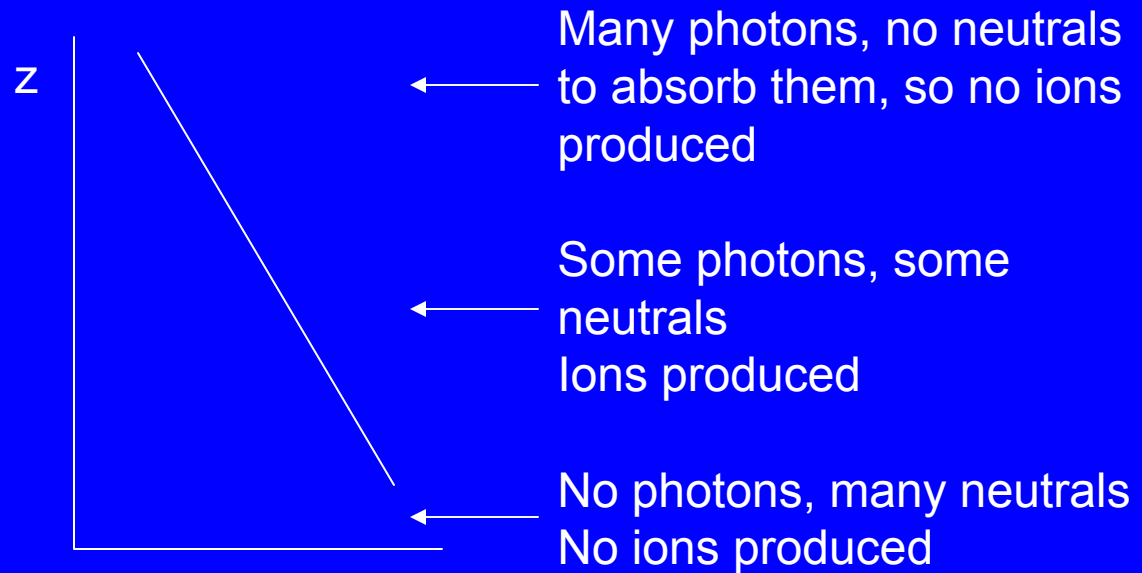 z
Many photons, no neutrals
to absorb them, so no ions
produced
Some photons, some
neutrals
Ions produced
No photons, many neutrals
No ions produced